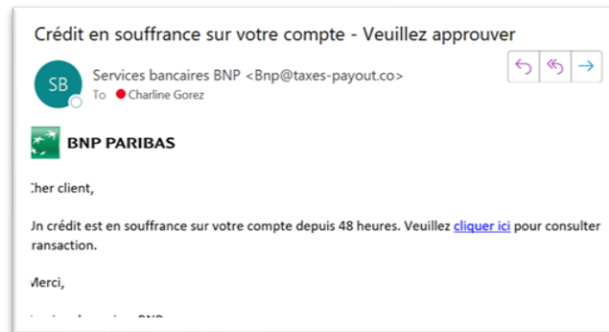 Crédit en souffrance sur votre compte - Veuillez approuver
SB
Services bancaires BNP <Bnp@taxes-payout.co>
To Charline Gorez
BNP PARIBAS
Cher client,
Un crédit est en souffrance sur votre compte depuis 48 heures. Veuillez cliquer ici pour consulter
ransaction.
Merci,